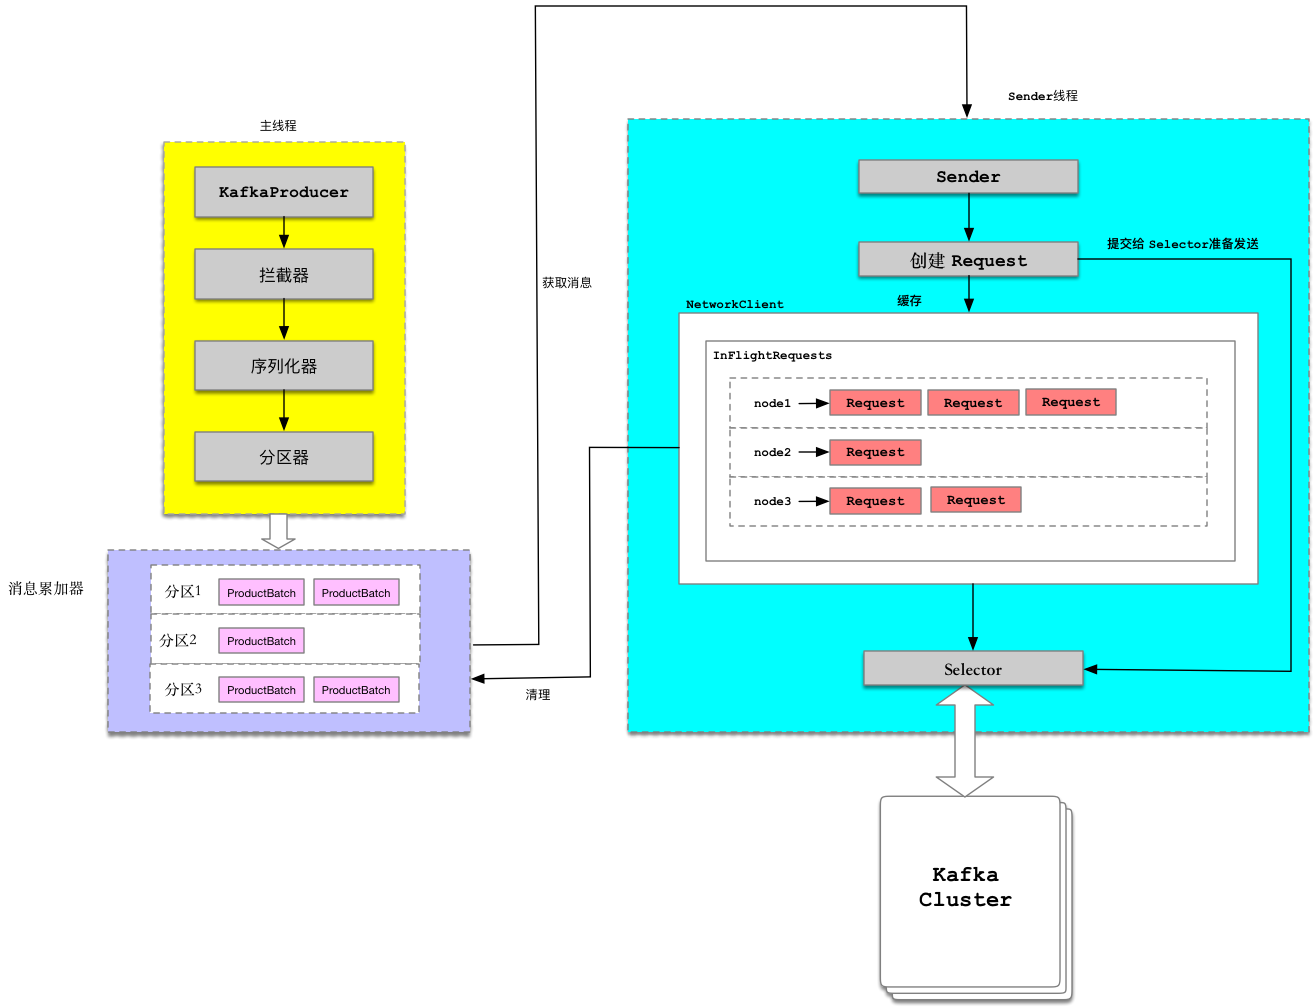 主线程
KafkaProducer
拦截器
序列化器
分区器
消息累加器
分区1
ProductBatch
ProductBatch
分区2
ProductBatch
分区3
ProductBatch
ProductBatch
获取消息
清理
Sender线程
Sender
创建 Request
提交给 Selector准备发送
缓存
NetworkClient
InFlightRequests
node1
Request
Request
Request
node2
Request
node3
Request
Request
Selector
Kafka
Cluster